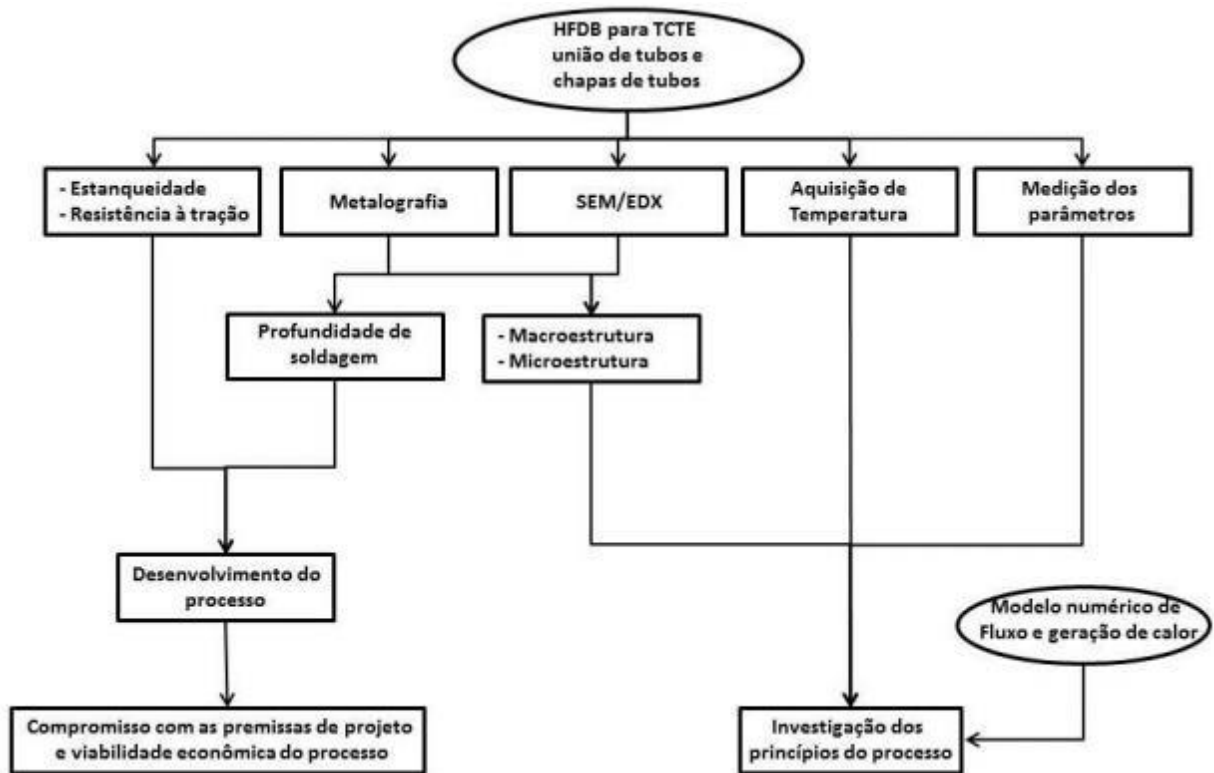 HFDB para TCTE
união de tubos e
chapas de tubos
- Estanqueidade
- Resistência à tração
Metalografia
SEM/EDX
Aquisição de
Temperatura
Medição dos
parâmetros
Profundidade de
soldagem
- Macroestrutura
- Microestrutura
Desenvolvimento do
processo
Modelo numérico de
Fluxo e geração de calor
Compromisso com as premissas de projeto
e viabilidade econômica do processo
Investigação dos
princípios do processo